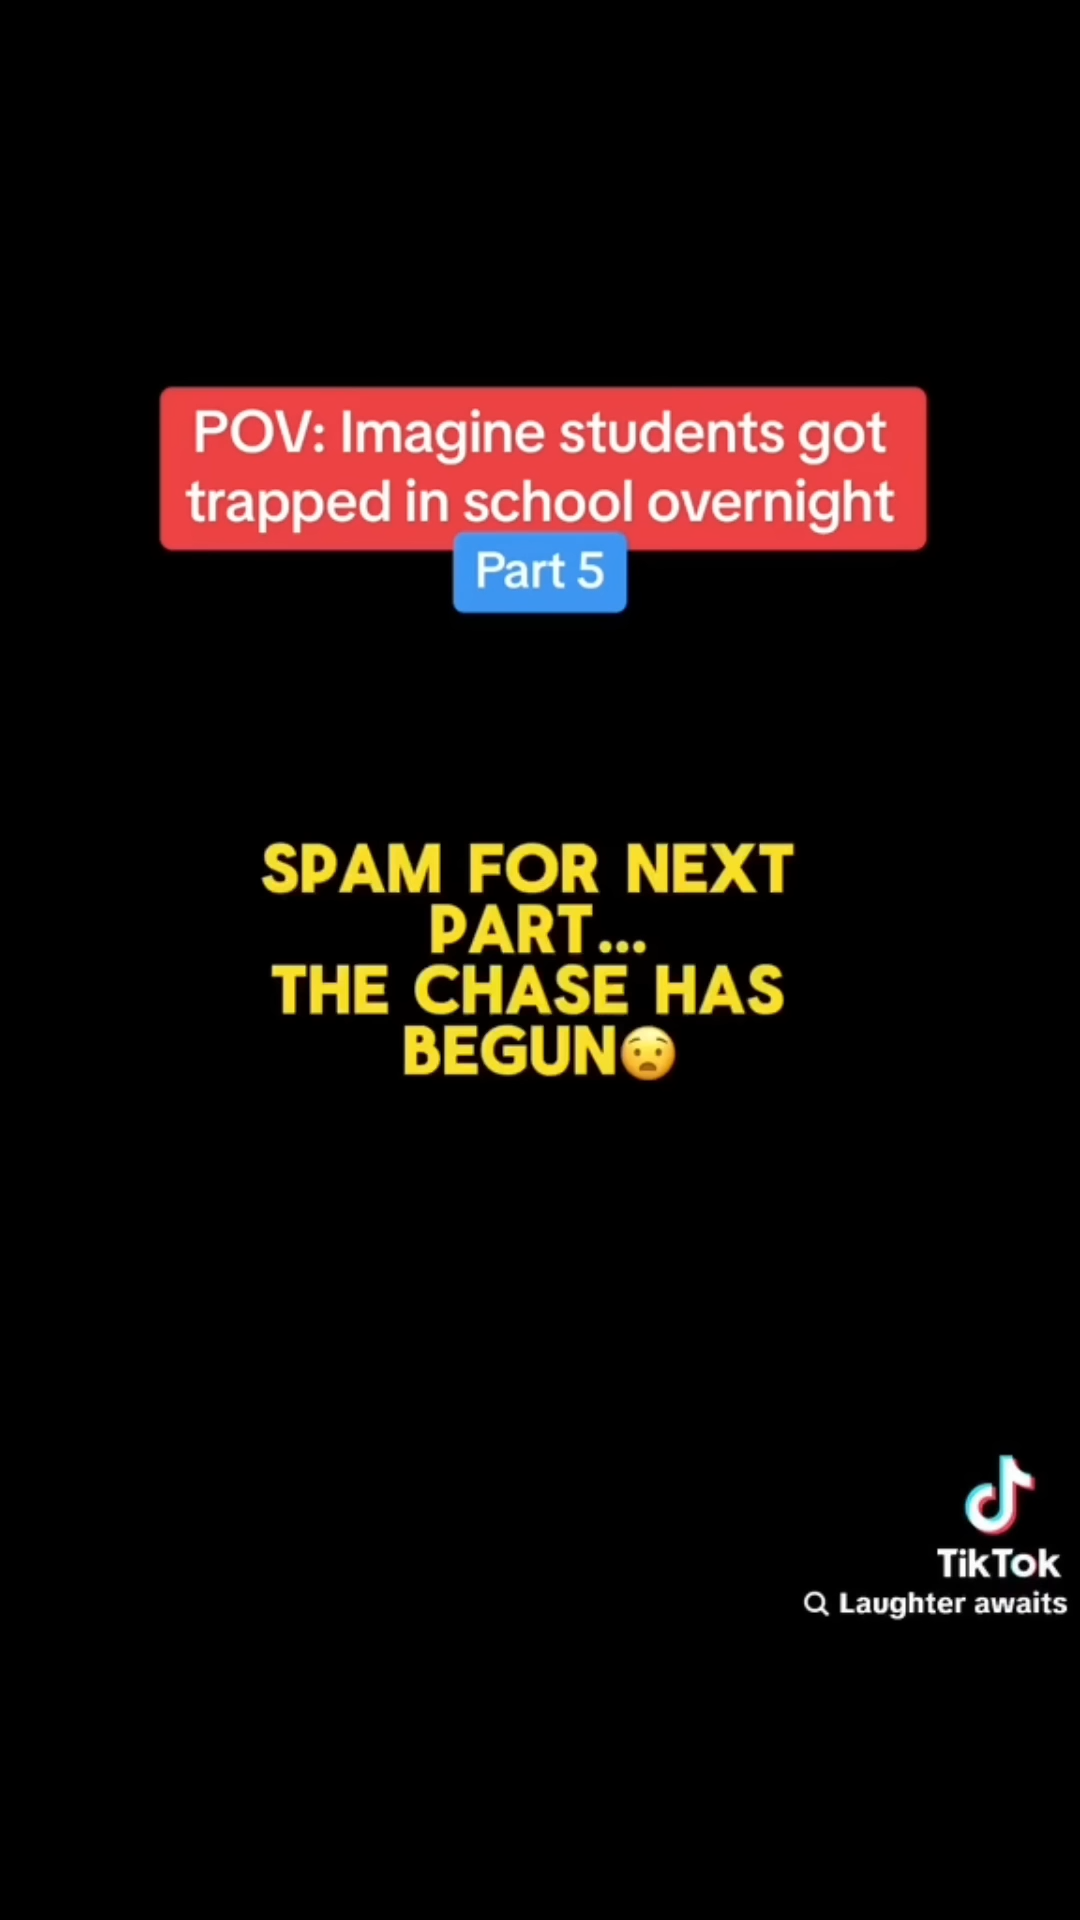 POV: Imagine students got
trapped in school overnight
Part 5
SPAM FOR NEXT
PART...
THE CHASE HAS
BEGUN😧
TikTok
Laughter awaits